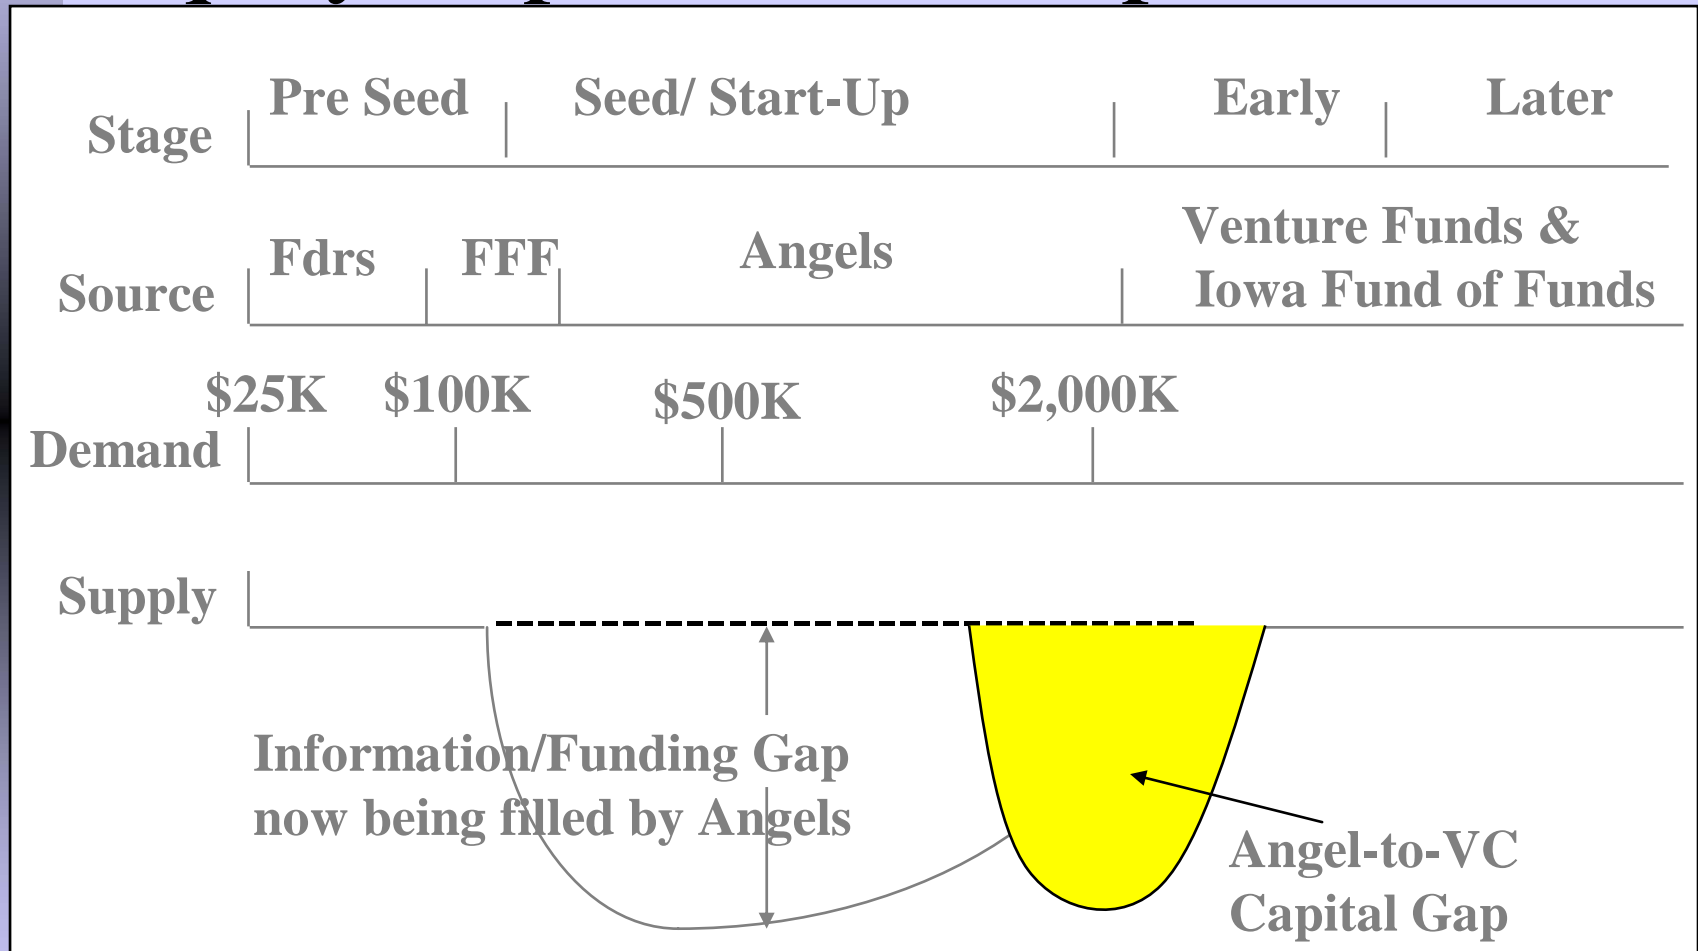 Pre Seed
Seed/ Start-Up
Early
Later
Stage
Venture Funds &
Iowa Fund of Funds
Fdrs
FFF
Angels
Source
$25K
$100K
$500K
$2,000K
Demand
Supply
Information/Funding Gap
now being filled by Angels
Angel-to-VC
Capital Gap